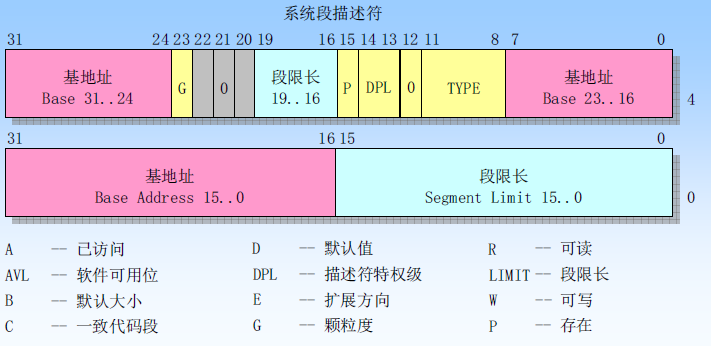 系统段描述符
31 24 23 22 21 20 19 16 15 14 13 12 11 8 7 0
基地址 G 0 段限长 P DPL 0 TYPE 基地址
Base 31..24 19..16 Base 23..16 4
31 16 15 0
基地址 段限长
Base Address 15..0 Segment Limit 15..0 0
A -- 已访问 D -- 默认值 R -- 可读
AVL -- 软件可用位 DPL -- 描述符特权级 LIMIT -- 段限长
B -- 默认大小 E -- 扩展方向 W -- 可写
C -- 一致代码段 G -- 颗粒度 P -- 存在